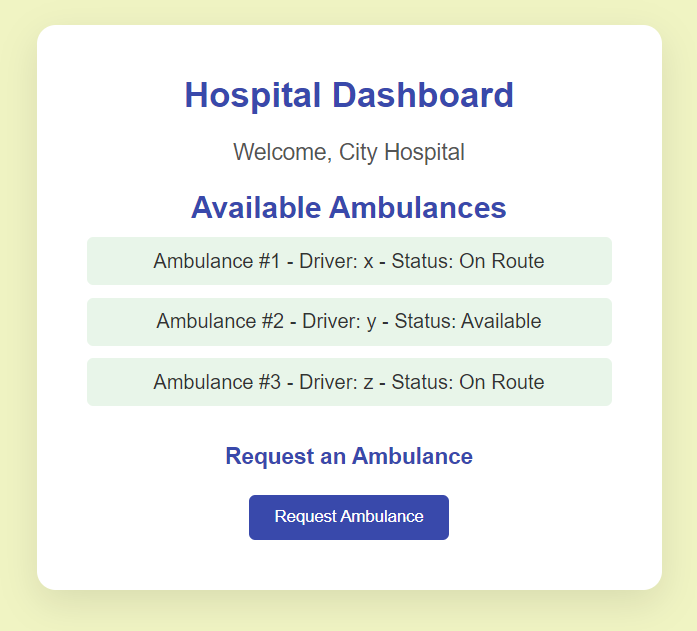 Hospital Dashboard
Welcome, City Hospital
Available Ambulances
Ambulance #1 - Driver: x - Status: On Route
Ambulance #2 - Driver: y - Status: Available
Ambulance #3 - Driver: z - Status: On Route
Request an Ambulance
Request Ambulance